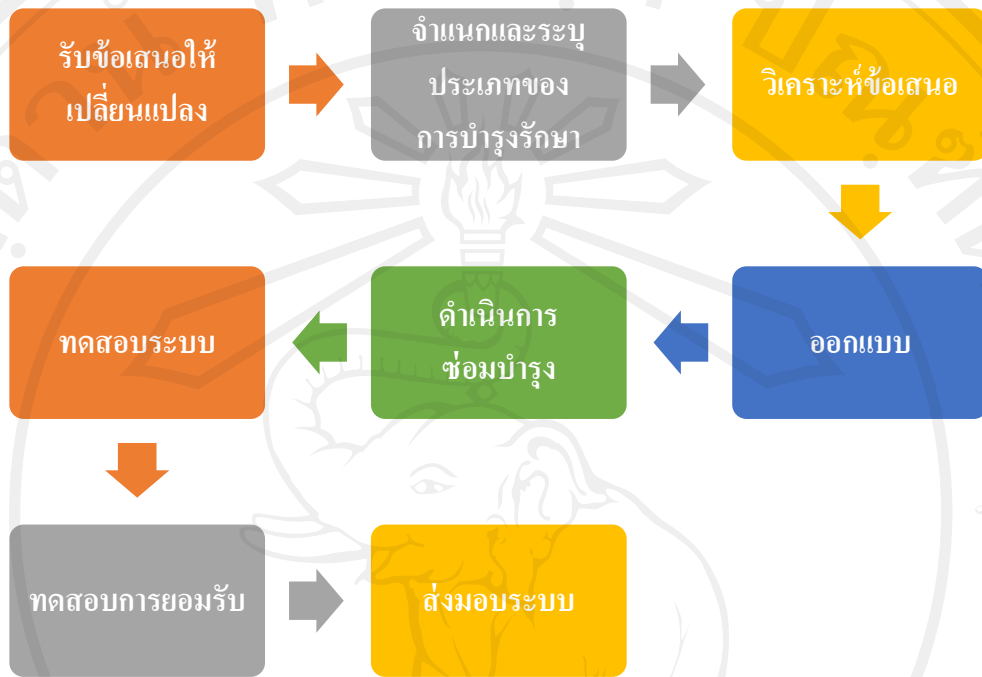 รับข้อเสนอให้
เปลี่ยนแปลง
จำแนกและระบุ
ประเภทของ
การบำรุงรักษา
วิเคราะห์ข้อเสนอ
ออกแบบ
ดำเนินการ
ซ่อมบำรุง
ทดสอบระบบ
ทดสอบการยอมรับ
ส่งมอบระบบ